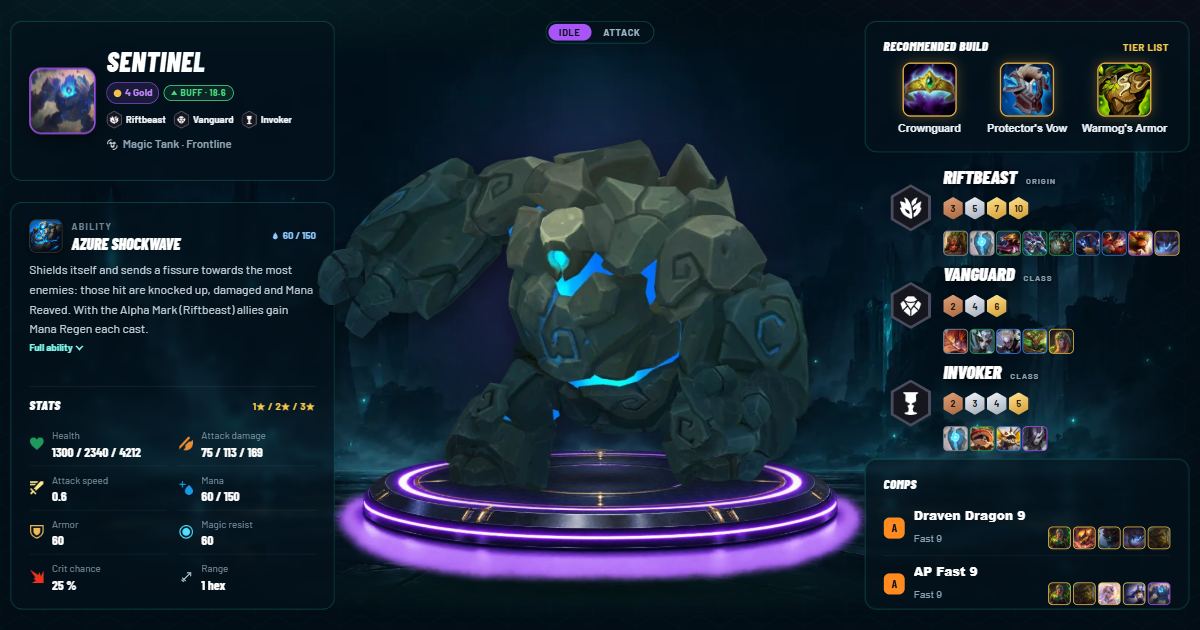 SENTINEL
4 Gold
BUFF · 18.6
Riftbeast
Vanguard
Invoker
Magic Tank · Frontline
ABILITY
AZURE SHOCKWAVE
60 / 150
Shields itself and sends a fissure towards the most
enemies: those hit are knocked up, damaged and Mana
Reaved. With the Alpha Mark (Riftbeast) allies gain
Mana Regen each cast.
Full ability
STATS
1★ / 2★ / 3★
Health
1300 / 2340 / 4212
Attack damage
75 / 113 / 169
Attack speed
0.6
Mana
60 / 150
Armor
60
Magic resist
60
Crit chance
25 %
Range
1 hex
IDLE
ATTACK
RECOMMENDED BUILD
TIER LIST
Crownguard
Protector's Vow
Warmog's Armor
RIFTBEAST ORIGIN
3 5 7 10
VANGUARD CLASS
2 4 6
INVOKER CLASS
2 3 4 5
COMPS
A
Draven Dragon 9
Fast 9
A
AP Fast 9
Fast 9